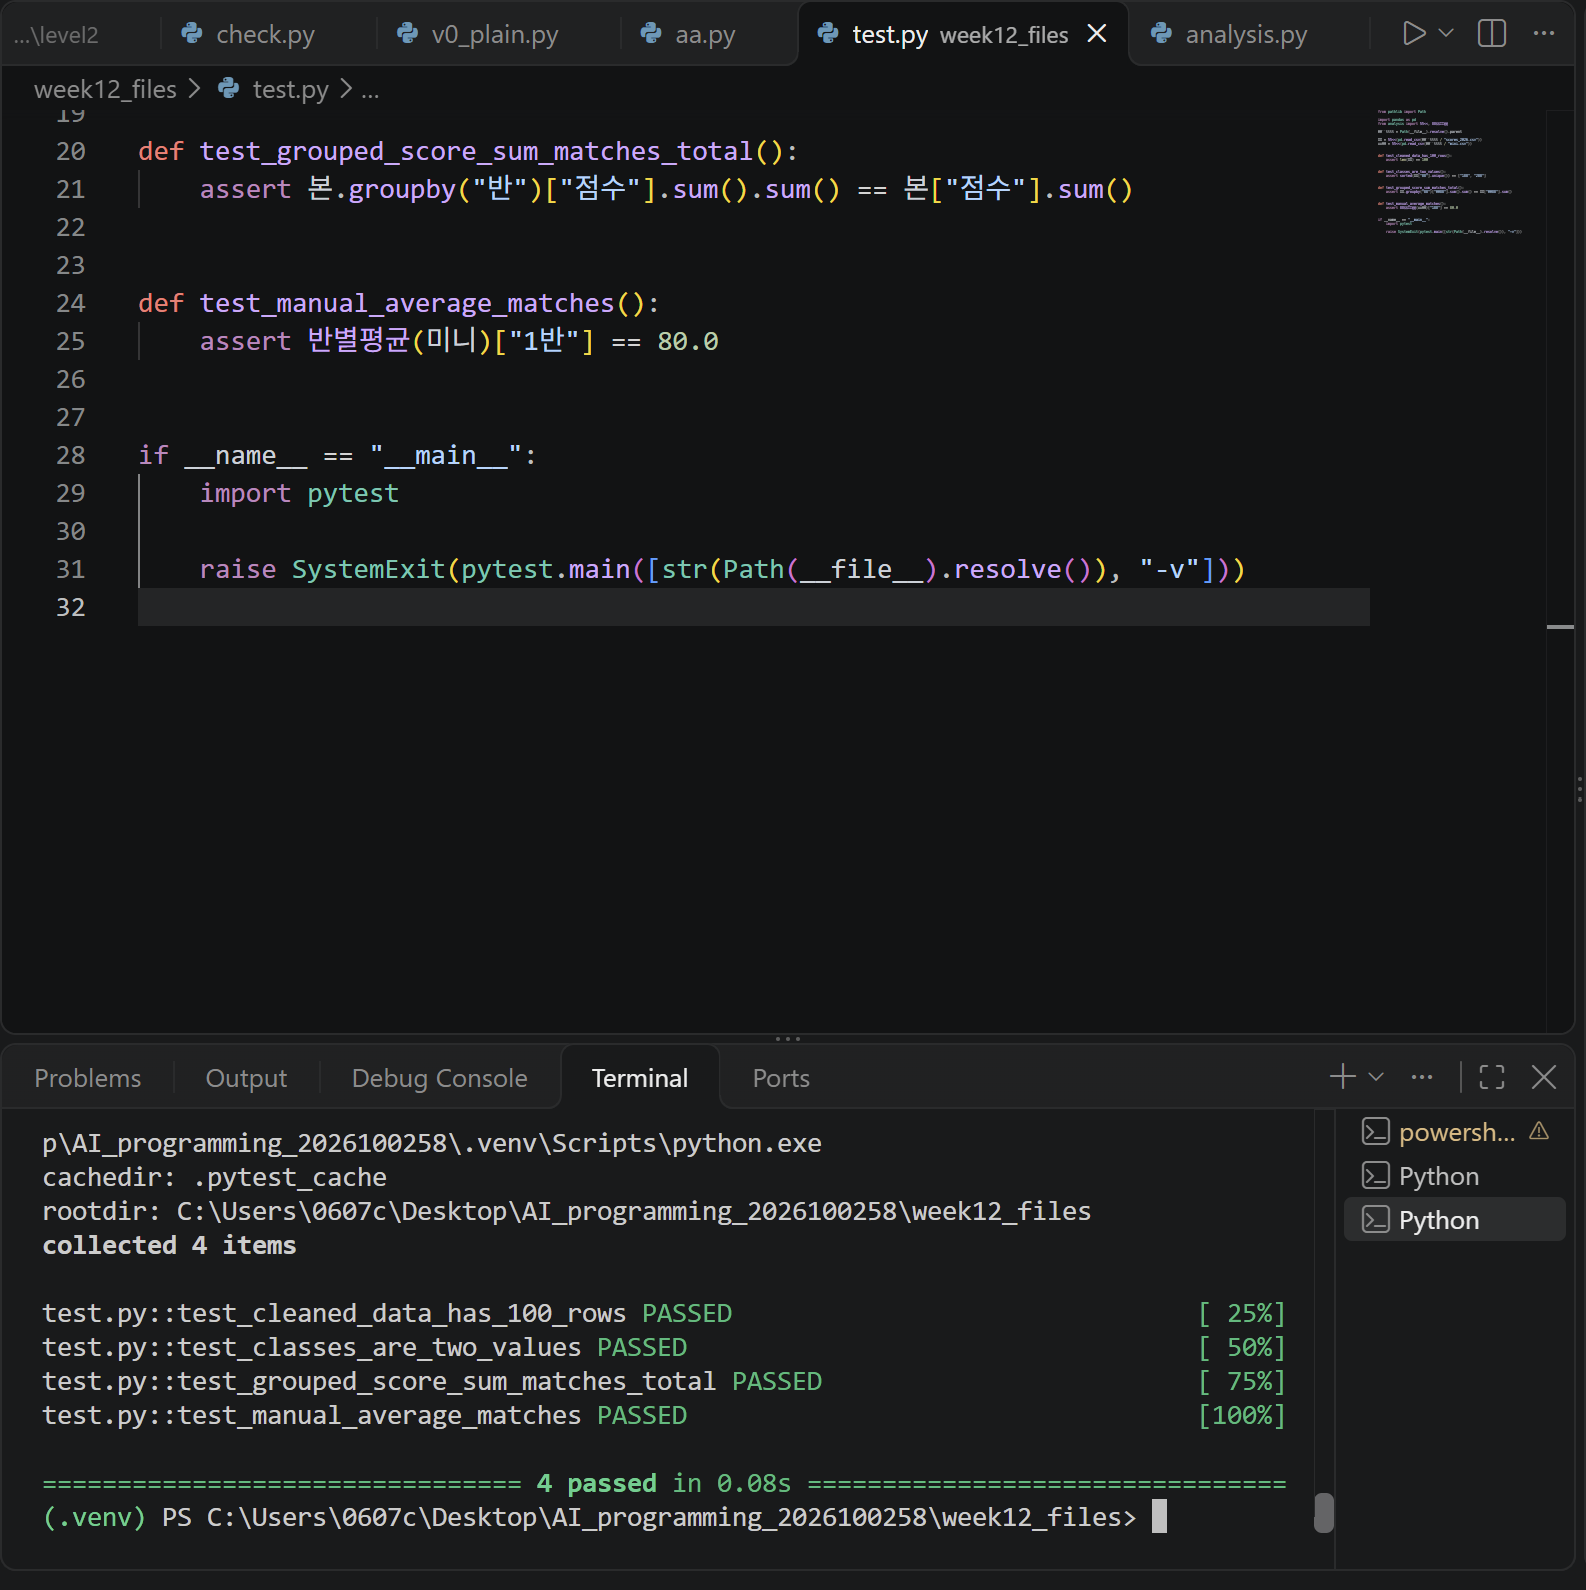 ...\level2
check.py
v0_plain.py
aa.py
test.py week12_files
analysis.py
week12_files > test.py > ...
19
20 def test_grouped_score_sum_matches_total():
21 assert 본.groupby("반")["점수"].sum().sum() == 본["점수"].sum()
22
23
24 def test_manual_average_matches():
25 assert 반별평균(미니)["1반"] == 80.0
26
27
28 if __name__ == "__main__":
29 import pytest
30
31 raise SystemExit(pytest.main([str(Path(__file__).resolve()), "-v"]))
32
Problems
Output
Debug Console
Terminal
Ports
p\AI_programming_2026100258\.venv\Scripts\python.exe
cachedir: .pytest_cache
rootdir: C:\Users\0607c\Desktop\AI_programming_2026100258\week12_files
collected 4 items
test.py::test_cleaned_data_has_100_rows PASSED [ 25%]
test.py::test_classes_are_two_values PASSED [ 50%]
test.py::test_grouped_score_sum_matches_total PASSED [ 75%]
test.py::test_manual_average_matches PASSED [100%]
================================ 4 passed in 0.08s ================================
(.venv) PS C:\Users\0607c\Desktop\AI_programming_2026100258\week12_files>
powersh...
Python
Python